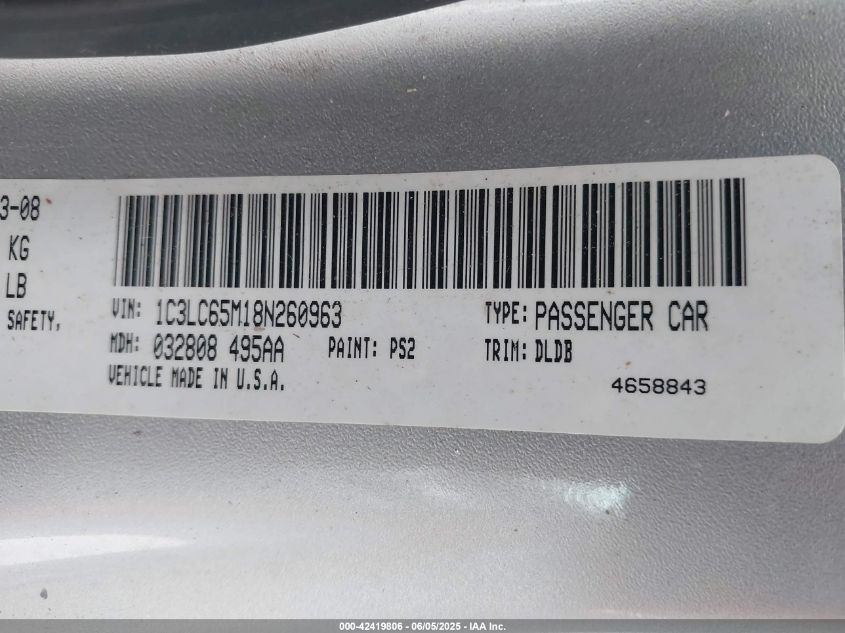 3-08
KG
LB
SAFETY,
VIN: 1C3LC65M18N260963 TYPE: PASSENGER CAR
MDH: 032808 495AA PAINT: PS2 TRIM: DLDB
VEHICLE MADE IN U.S.A. 4658843
000-42419806 - 06/05/2025 - IAA Inc.